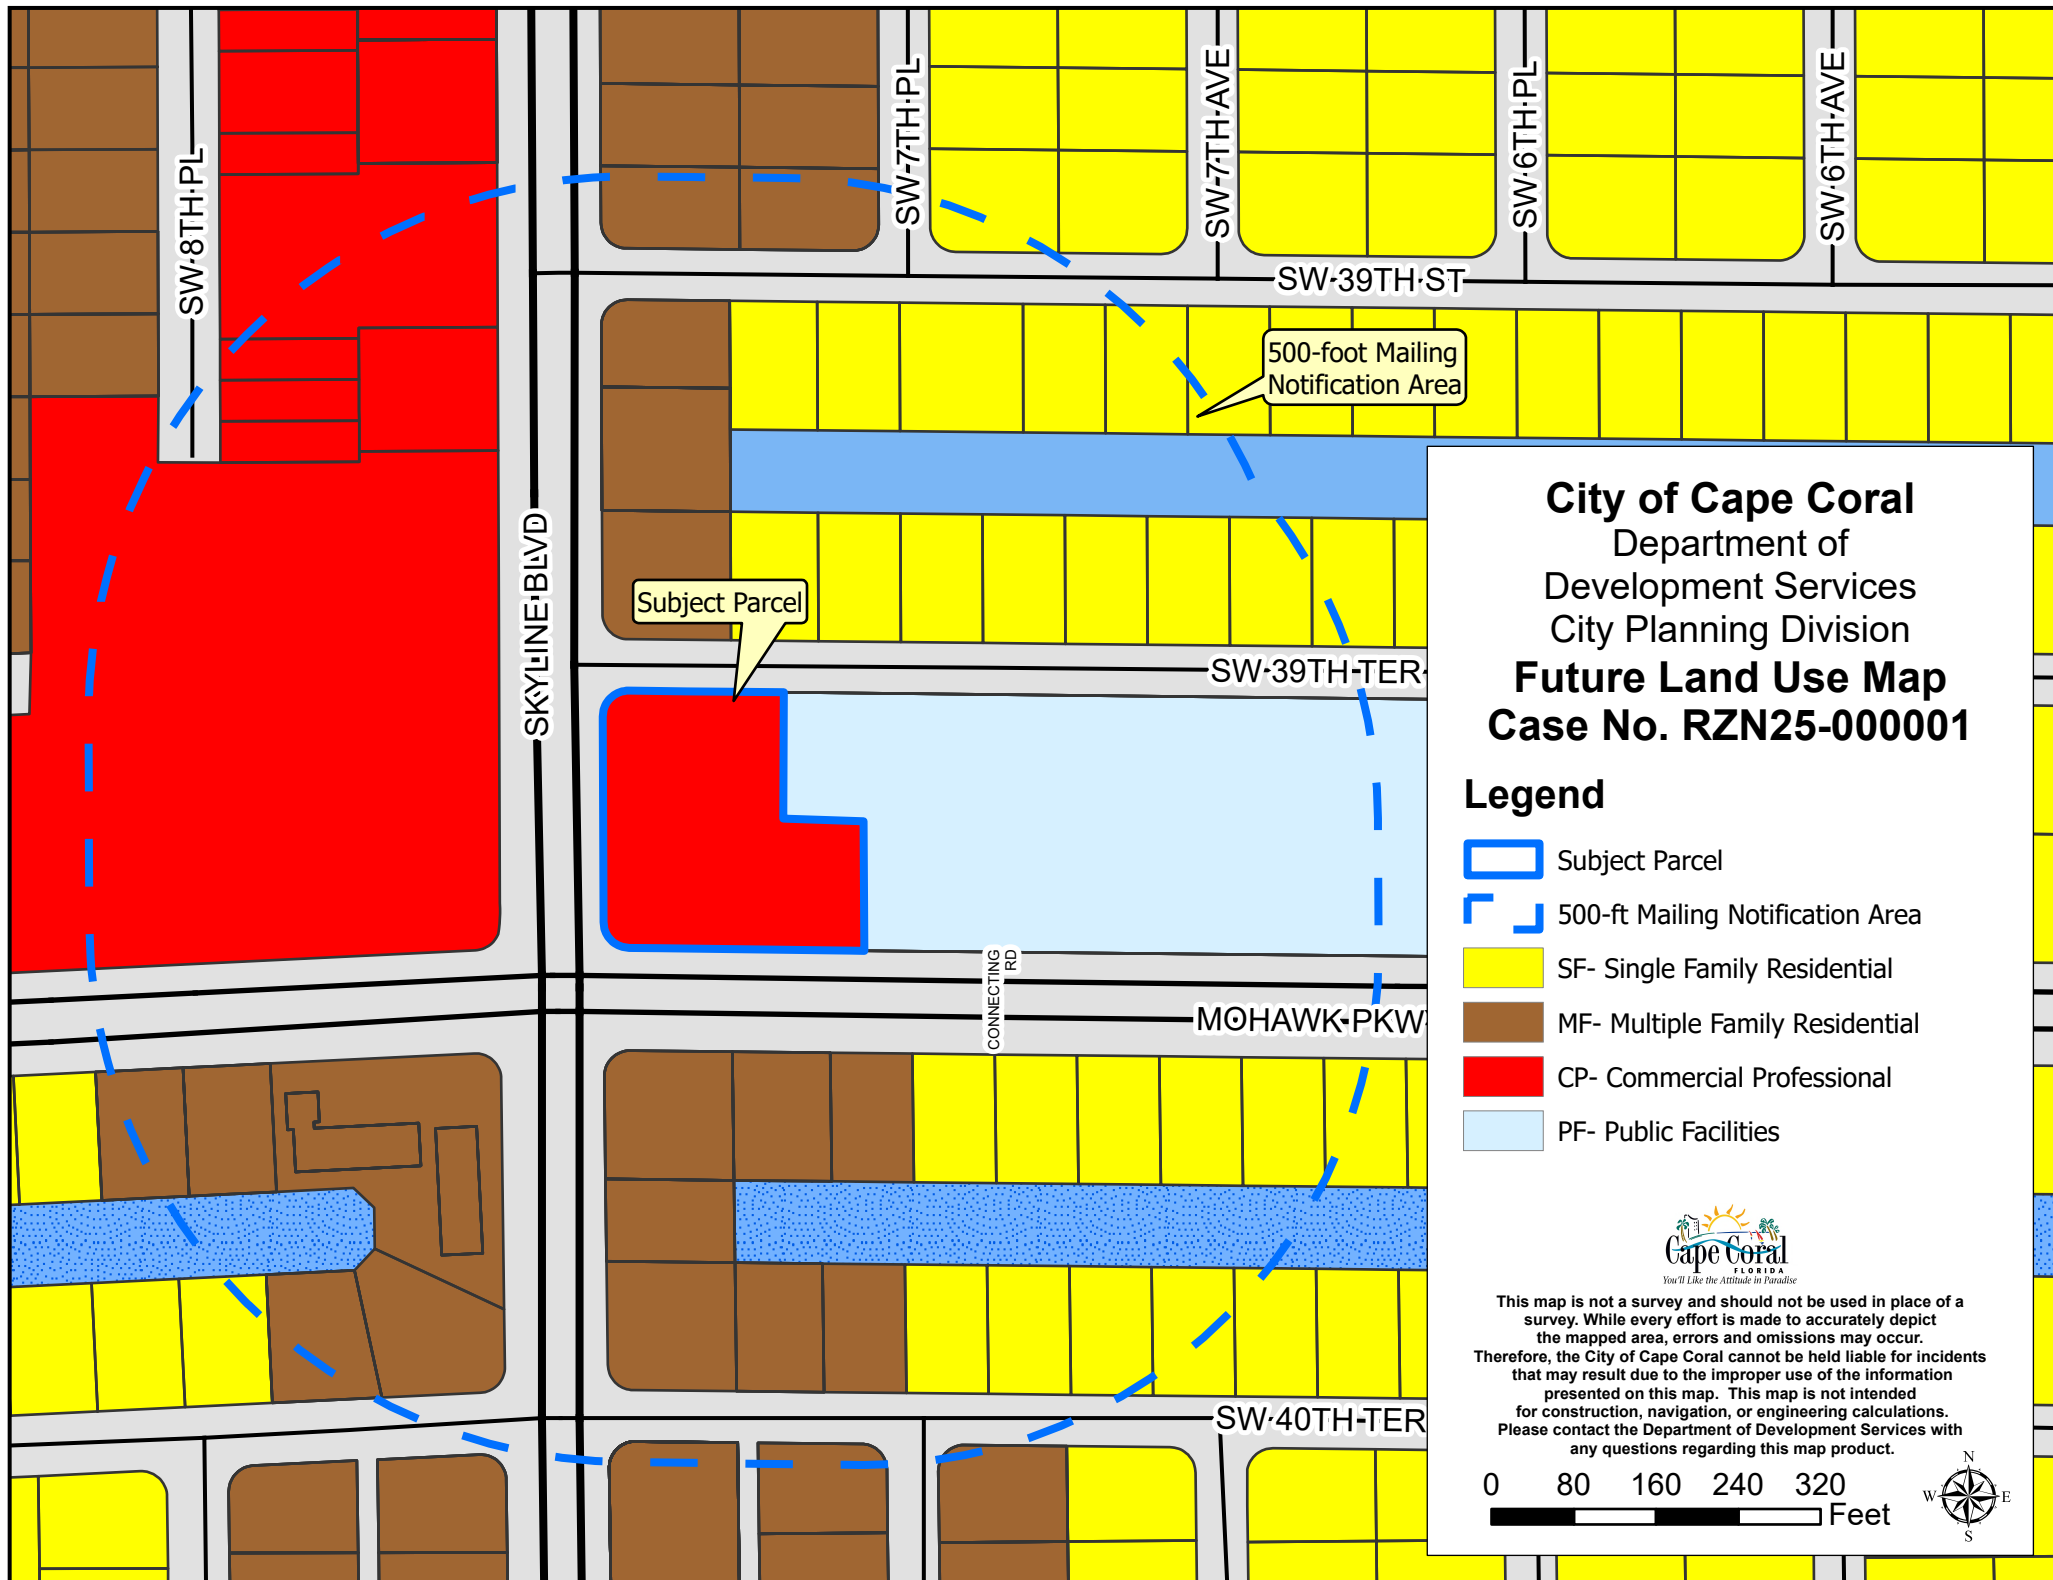 SW 8TH PL
SW 7TH PL
SW 7TH AVE
SW 6TH PL
SW 6TH AVE
SW 39TH ST
500-foot Mailing
Notification Area
SKYLINE BLVD
Subject Parcel
SW 39TH TER
CONNECTING
RD
MOHAWK PKW
SW 40TH TER
City of Cape Coral
Department of
Development Services
City Planning Division
Future Land Use Map
Case No. RZN25-000001
Legend
Subject Parcel
500-ft Mailing Notification Area
SF- Single Family Residential
MF- Multiple Family Residential
CP- Commercial Professional
PF- Public Facilities
Cape Coral
FLORIDA
You'll Like the Attitude in Paradise
This map is not a survey and should not be used in place of a
survey. While every effort is made to accurately depict
the mapped area, errors and omissions may occur.
Therefore, the City of Cape Coral cannot be held liable for incidents
that may result due to the improper use of the information
presented on this map. This map is not intended
for construction, navigation, or engineering calculations.
Please contact the Department of Development Services with
any questions regarding this map product.
0 80 160 240 320
Feet
N
W E
S